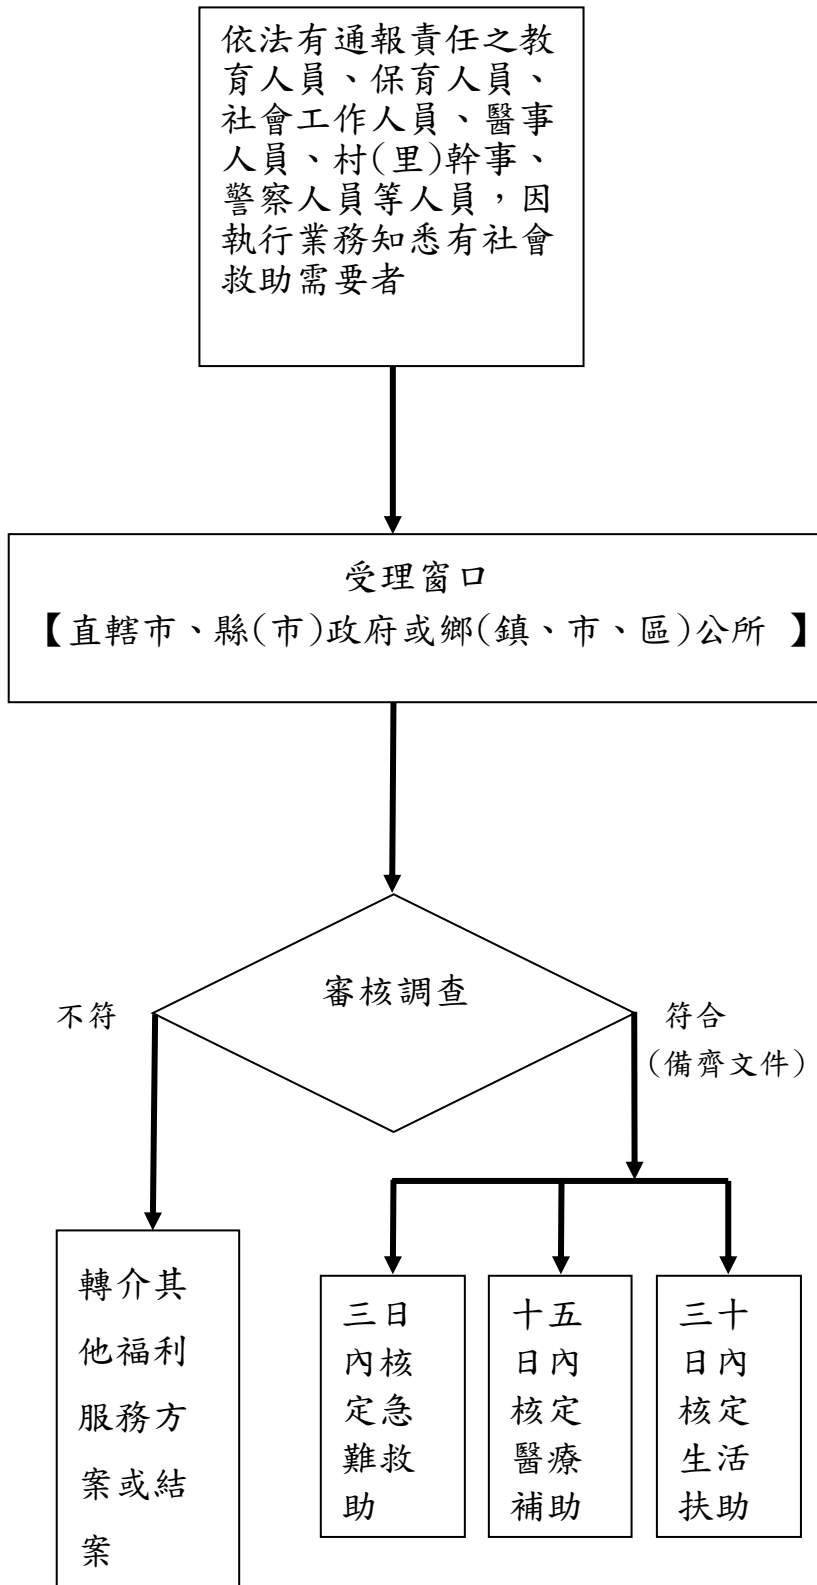 依法有通報責任之教
育人員、保育人員、
社會工作人員、醫事
人員、村(里)幹事、
警察人員等人員，因
執行業務知悉有社會
救助需要者
受理窗口
【直轄市、縣(市)政府或鄉(鎮、市、區)公所 】
審核調查
不符
符合
(備齊文件)
轉介其
他福利
服務方
案或結
案
三日
內核
定急
難救
助
十五
日內
核定
醫療
補助
三十
日內
核定
生活
扶助